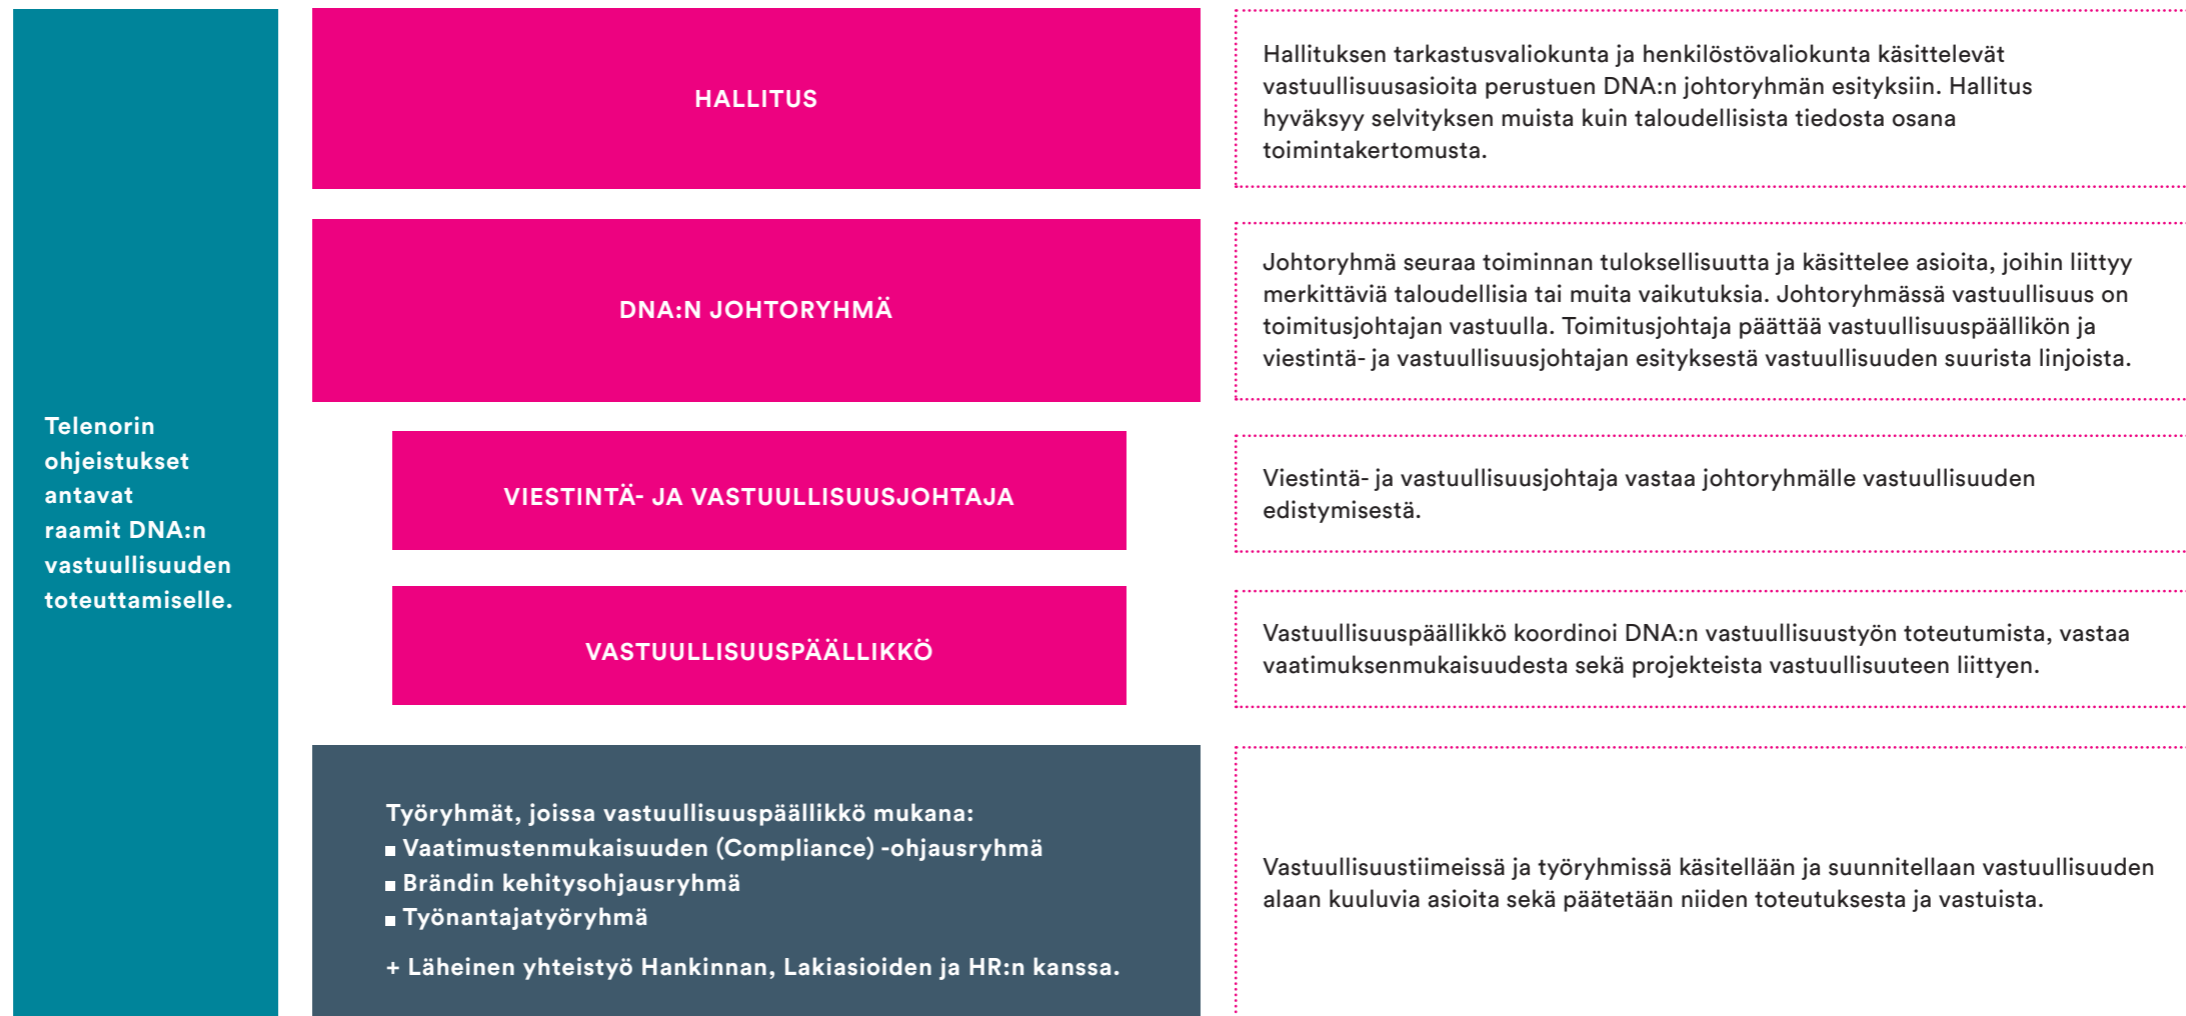 Telenorin
ohjeistukset
antavat
raamit DNA:n
vastuullisuuden
toteuttamiselle.
HALLITUS
Hallituksen tarkastusvaliokunta ja henkilöstövaliokunta käsittelevät
vastuullisuusasioita perustuen DNA:n johtoryhmän esityksiin. Hallitus
hyväksyy selvityksen muista kuin taloudellisista tiedosta osana
toimintakertomusta.
DNA:N JOHTORYHMÄ
Johtoryhmä seuraa toiminnan tuloksellisuutta ja käsittelee asioita, joihin liittyy
merkittäviä taloudellisia tai muita vaikutuksia. Johtoryhmässä vastuullisuus on
toimitusjohtajan vastuulla. Toimitusjohtaja päättää vastuullisuuspäällikön ja
viestintä- ja vastuullisuusjohtajan esityksestä vastuullisuuden suurista linjoista.
VIESTINTÄ- JA VASTUULLISUUSJOHTAJA
Viestintä- ja vastuullisuusjohtaja vastaa johtoryhmälle vastuullisuuden
edistymisestä.
VASTUULLISUUSPÄÄLLIKKÖ
Vastuullisuuspäällikkö koordinoi DNA:n vastuullisuustyön toteutumista, vastaa
vaatimuksenmukaisuudesta sekä projekteista vastuullisuuteen liittyen.
Työryhmät, joissa vastuullisuuspäällikkö mukana:
▪ Vaatimustenmukaisuuden (Compliance) -ohjausryhmä
▪ Brändin kehitysohjausryhmä
▪ Työnantajatyöryhmä
+ Läheinen yhteistyö Hankinnan, Lakiasioiden ja HR:n kanssa.
Vastuullisuustiimeissä ja työryhmissä käsitellään ja suunnitellaan vastuullisuuden
alaan kuuluvia asioita sekä päätetään niiden toteutuksesta ja vastuista.